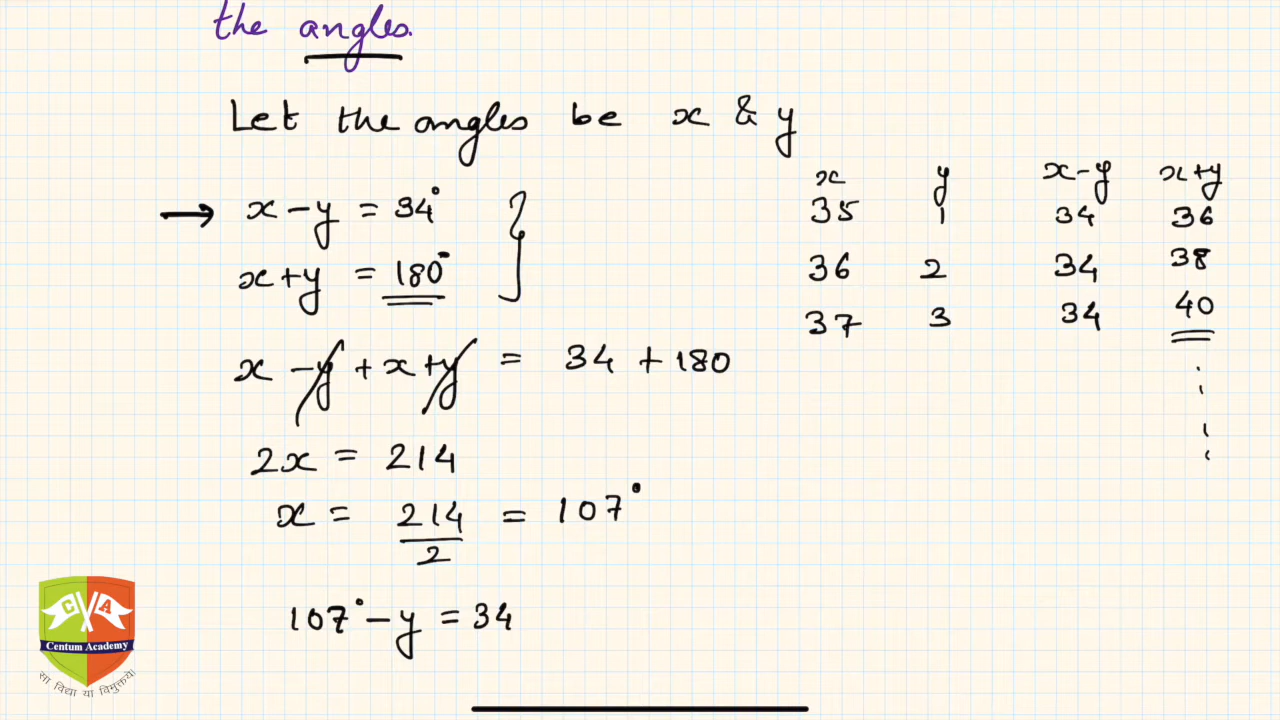 the angles.
Let the angles be x & y
x - y = 34°
x + y = 180°
x - y + x + y = 34 + 180
2x = 214
x = 214/2 = 107°
107° - y = 34
x y x-y x+y
35 1 34 36
36 2 34 38
37 3 34 40
C A
Centum Academy
सा विद्या या विमुक्तये।